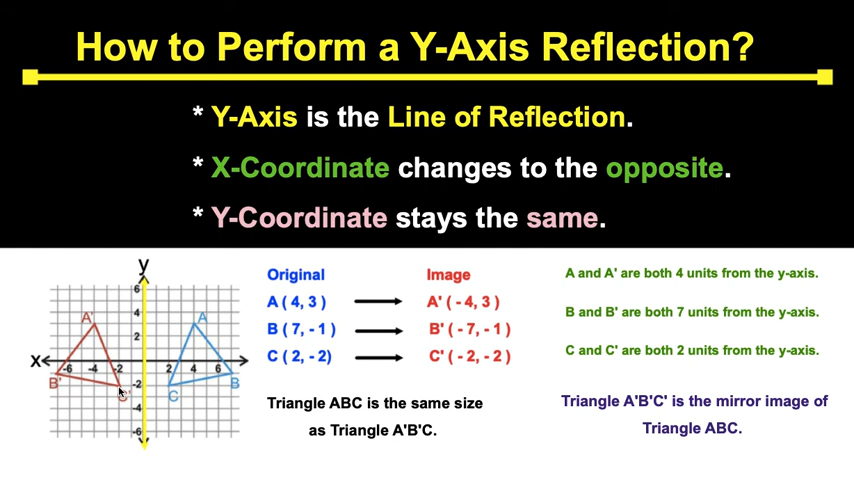 How to Perform a Y-Axis Reflection?
* Y-Axis is the Line of Reflection.
* X-Coordinate changes to the opposite.
* Y-Coordinate stays the same.
y
6
4
2
A' A
X -6 -4 -2 2 4 6
B' C' C B
-2
-4
-6
Original Image
A ( 4, 3 ) A' ( - 4, 3 )
B ( 7, - 1 ) B' ( - 7, - 1 )
C ( 2, - 2) C' ( - 2, - 2 )
Triangle ABC is the same size
as Triangle A'B'C.
A and A' are both 4 units from the y-axis.
B and B' are both 7 units from the y-axis.
C and C' are both 2 units from the y-axis.
Triangle A'B'C' is the mirror image of
Triangle ABC.